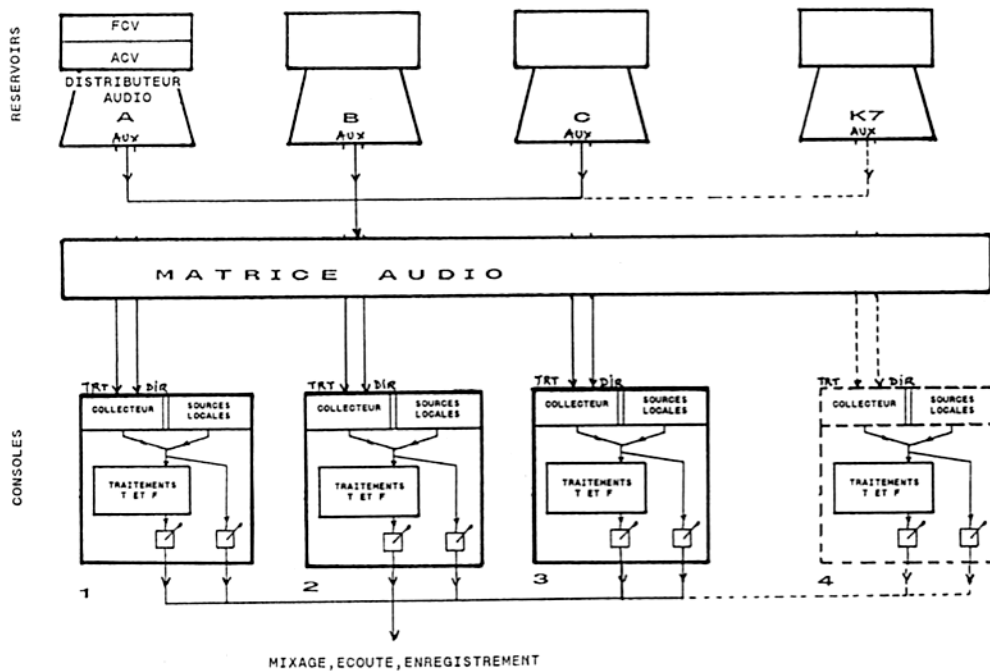 RESERVOIRS
FCV
ACV
DISTRIBUTEUR
AUDIO
A
AUX
B
AUX
C
AUX
K7
AUX
MATRICE AUDIO
CONSOLES
TRT DIR
COLLECTEUR
SOURCES
LOCALES
TRAITEMENTS
T ET F
1
TRT DIR
COLLECTEUR
SOURCES
LOCALES
TRAITEMENTS
T ET F
2
TRT DIR
COLLECTEUR
SOURCES
LOCALES
TRAITEMENTS
T ET F
3
TRT DIR
COLLECTEUR
SOURCES
LOCALES
TRAITEMENTS
T ET F
4
MIXAGE, ECOUTE, ENREGISTREMENT